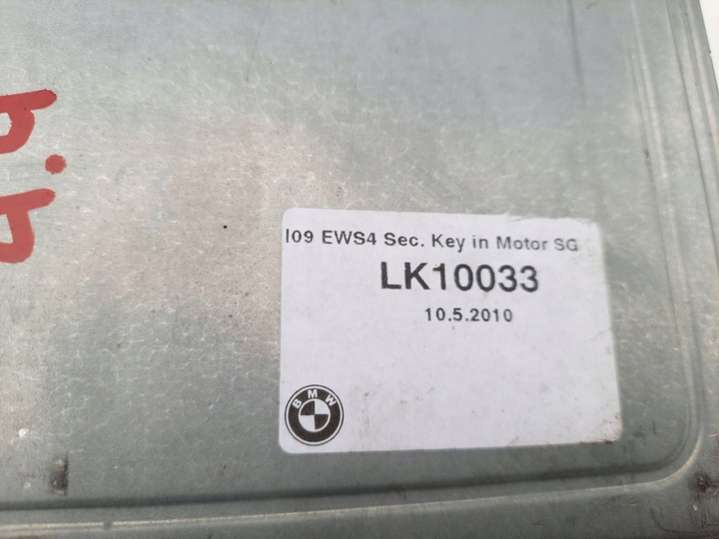 I09 EWS4 Sec. Key in Motor SG
LK10033
10.5.2010
BMW